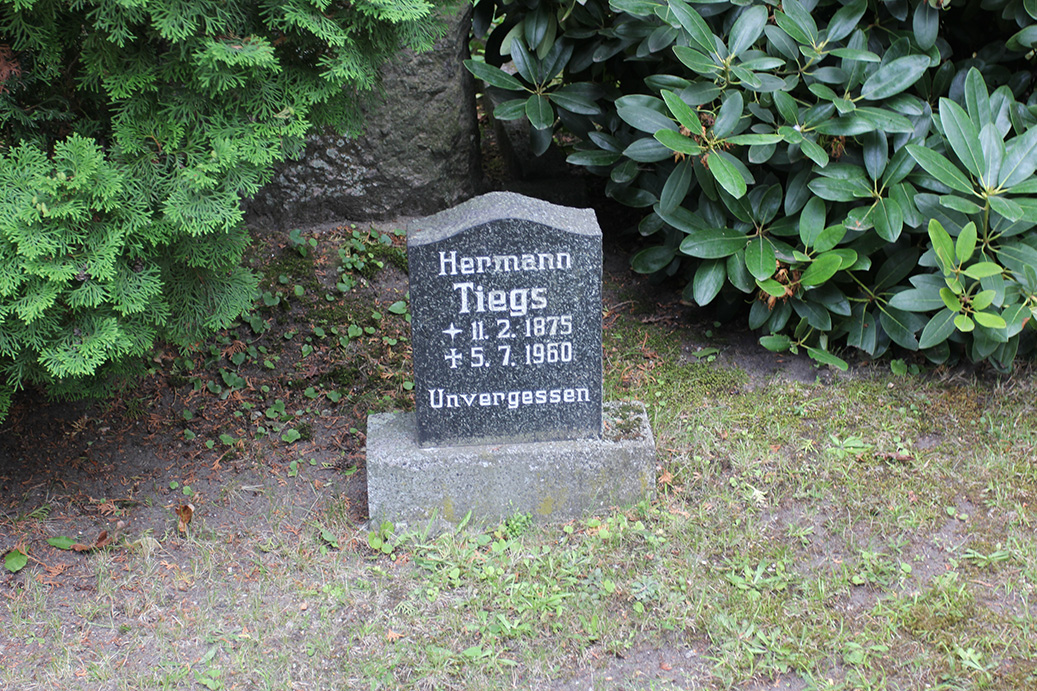 Hermann
Tiegs
✦ 11. 2. 1875
✝ 5. 7. 1960
Unvergessen